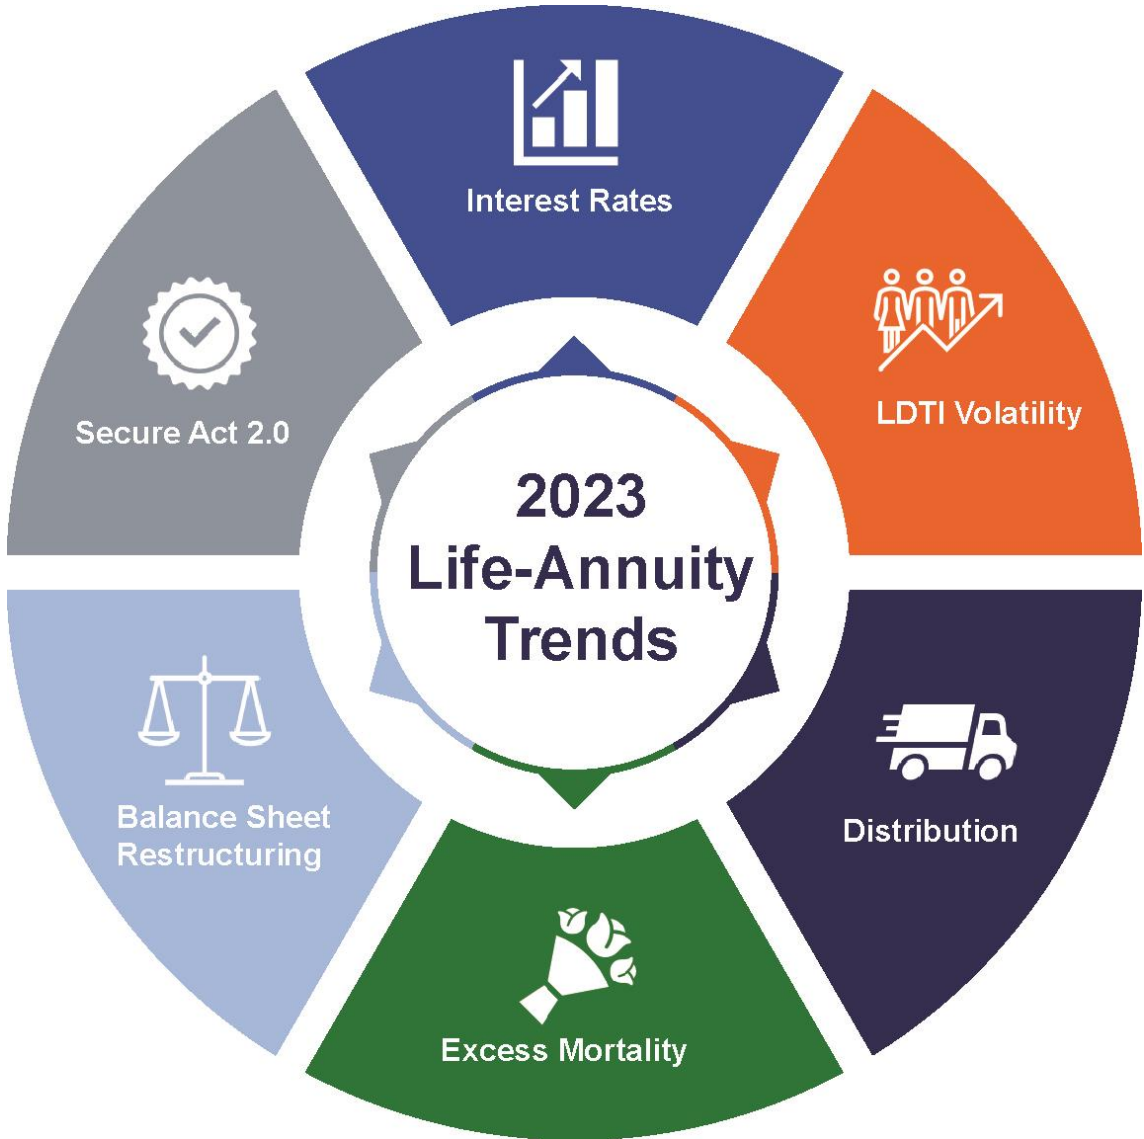 Interest Rates
LDTI Volatility
Secure Act 2.0
2023
Life-Annuity
Trends
Balance Sheet
Restructuring
Distribution
Excess Mortality